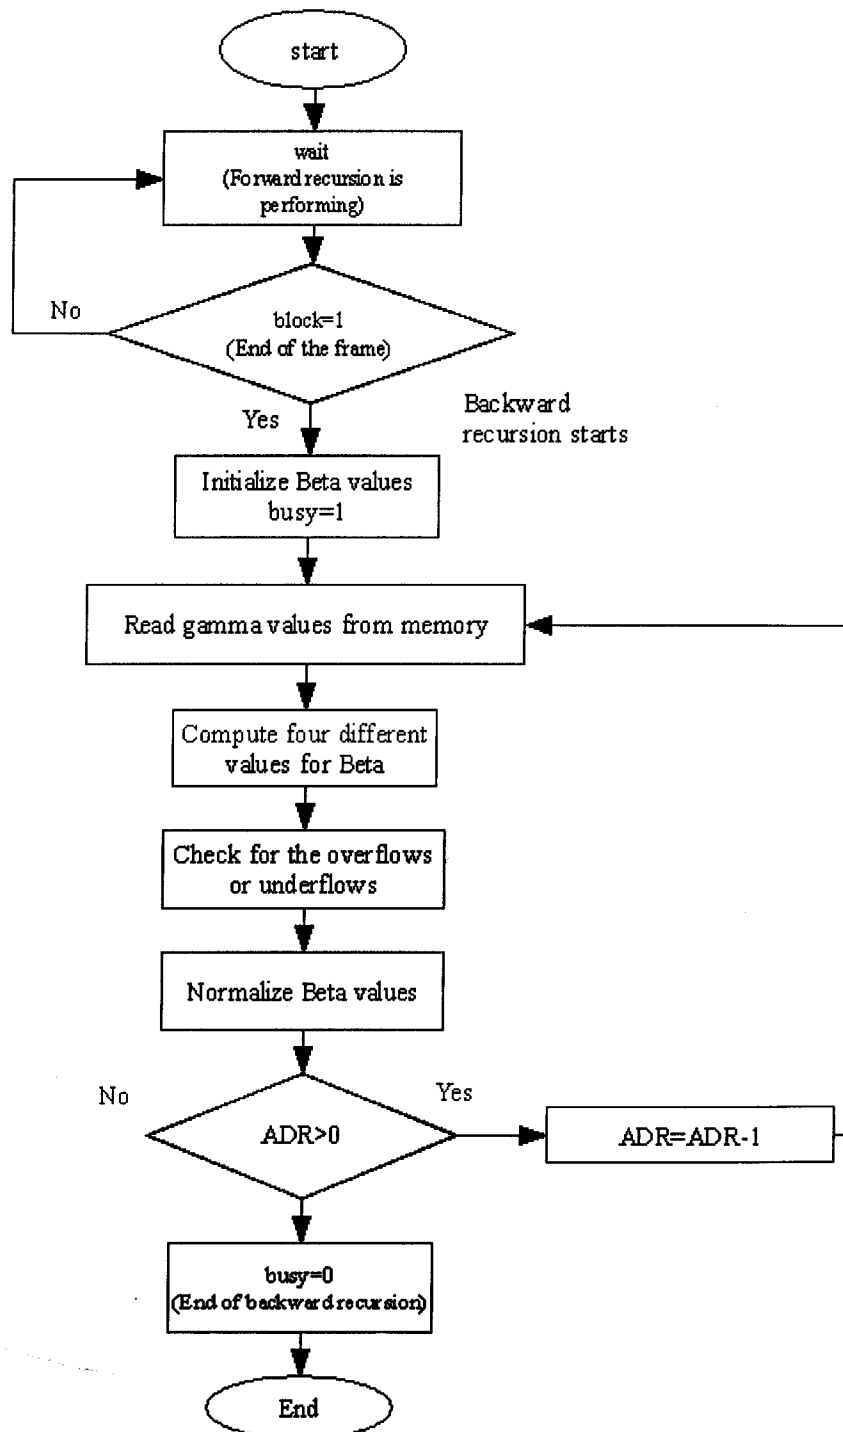 start
wait
(Forward recursion is
performing)
No
block=1
(End of the frame)
Yes
Backward
recursion starts
Initialize Beta values
busy=1
Read gamma values from memory
Compute four different
values for Beta
Check for the overflows
or underflows
Normalize Beta values
No
Yes
ADR>0
ADR=ADR-1
busy=0
(End of backward recursion)
End